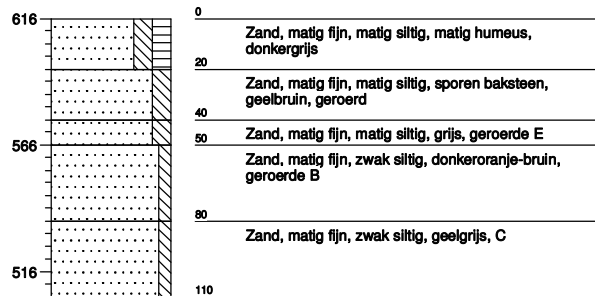 616
0
Zand, matig fijn, matig siltig, matig humeus,
donkergrijs
20
Zand, matig fijn, matig siltig, sporen baksteen,
geelbruin, geroerd
40
Zand, matig fijn, matig siltig, grijs, geroerde E
566
50
Zand, matig fijn, zwak siltig, donkeroranje-bruin,
geroerde B
80
Zand, matig fijn, zwak siltig, geelgrijs, C
516
110